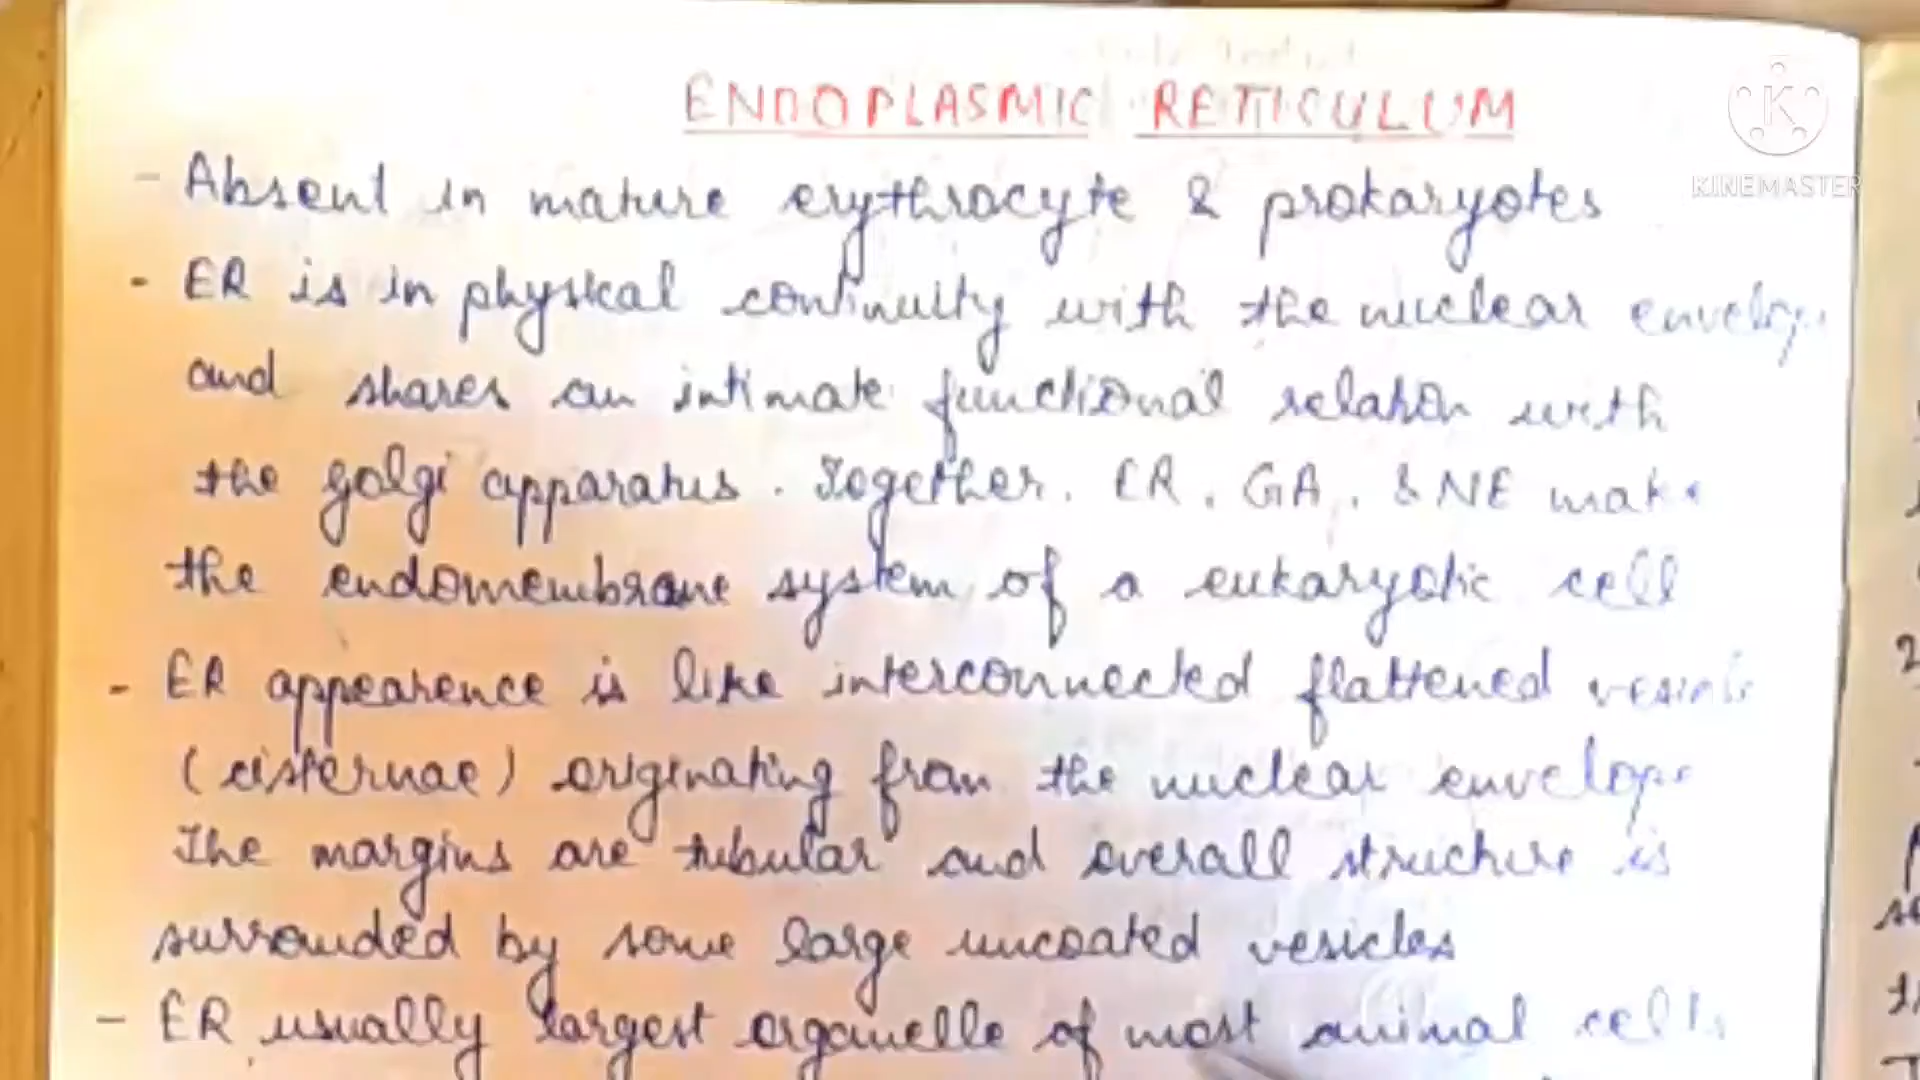 ENDOPLASMIC RETICULUM
KINEMASTER
- Absent in mature erythrocyte & prokaryotes
- ER is in physical continuity with the nuclear envelope
and shares an intimate functional relation with
the golgi apparatus. Together, ER, GA, & NE make
the endomembrane system of a eukaryotic cell
- ER appearence is like interconnected flattened
(cisternae) originating from the nuclear envelope
The margins are tubular and overall structure is
surrounded by some large uncoated vesicles
- ER usually largest organelle of most animal cells